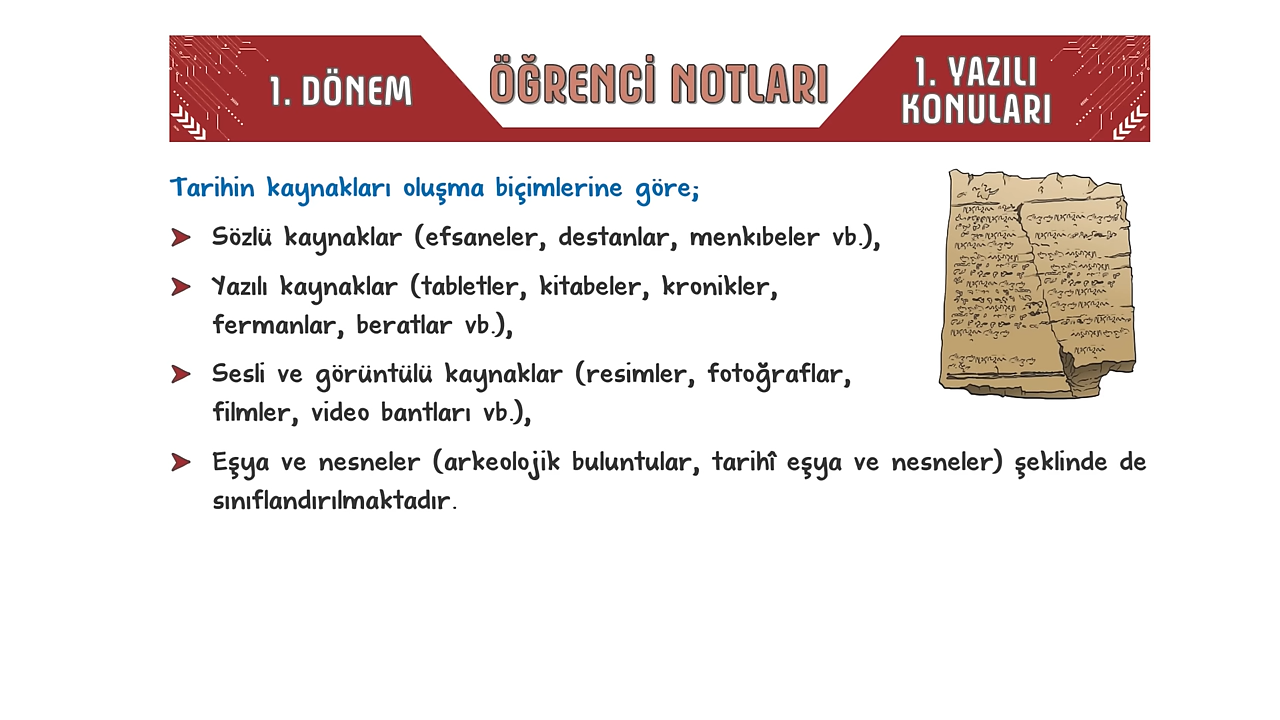 1. DÖNEM
ÖĞRENCİ NOTLARI
1. YAZILI
KONULARI
Tarihin kaynakları oluşma biçimlerine göre;
➤ Sözlü kaynaklar (efsaneler, destanlar, menkıbeler vb.),
➤ Yazılı kaynaklar (tabletler, kitabeler, kronikler,
fermanlar, beratlar vb.),
➤ Sesli ve görüntülü kaynaklar (resimler, fotoğraflar,
filmler, video bantları vb.),
➤ Eşya ve nesneler (arkeolojik buluntular, tarihî eşya ve nesneler) şeklinde de
sınıflandırılmaktadır.